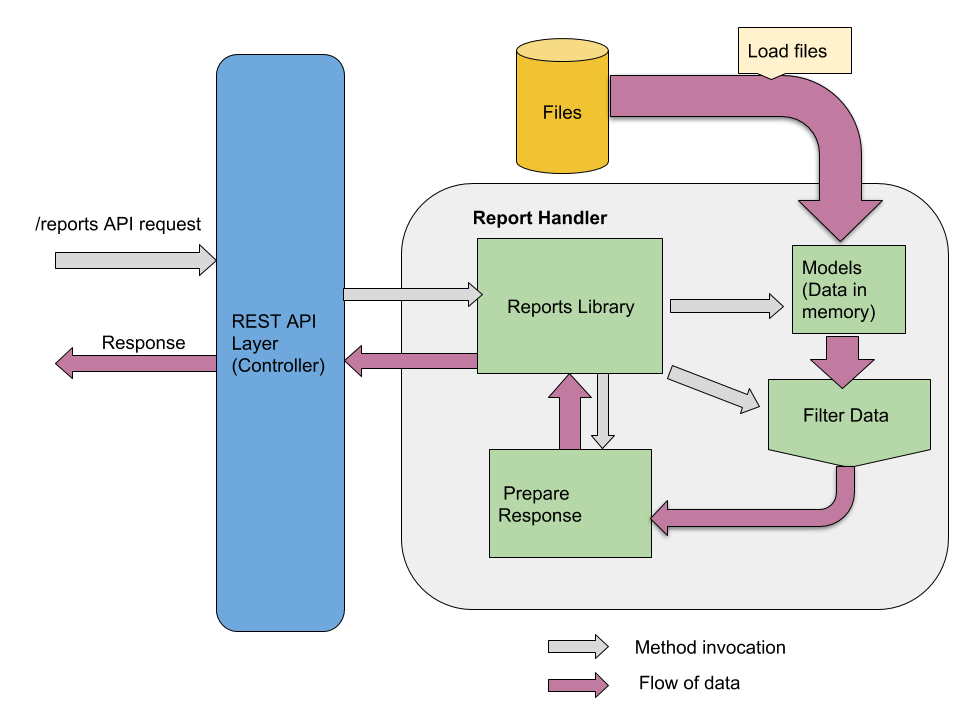 Load files
Files
/reports API request
Report Handler
Models
(Data in
memory)
Reports Library
REST API
Layer
(Controller)
Response
Filter Data
Prepare
Response
Method invocation
Flow of data